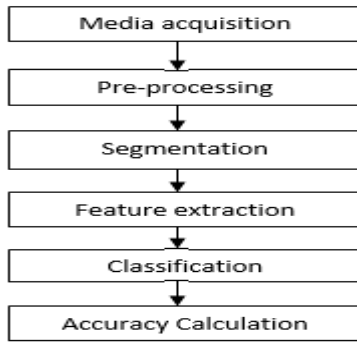 Media acquisition
Pre-processing
Segmentation
Feature extraction
Classification
Accuracy Calculation